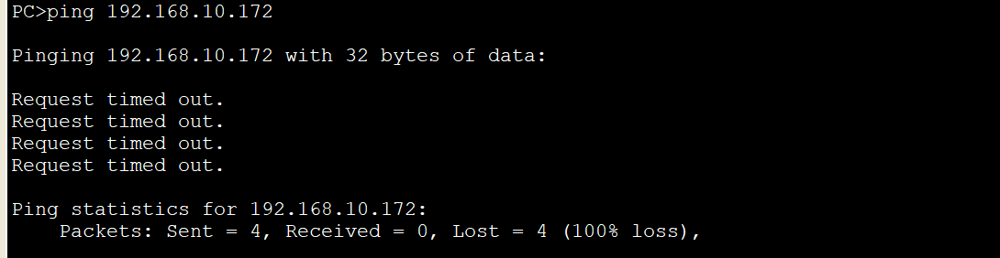 PC>ping 192.168.10.172
Pinging 192.168.10.172 with 32 bytes of data:
Request timed out.
Request timed out.
Request timed out.
Request timed out.
Ping statistics for 192.168.10.172:
Packets: Sent = 4, Received = 0, Lost = 4 (100% loss),